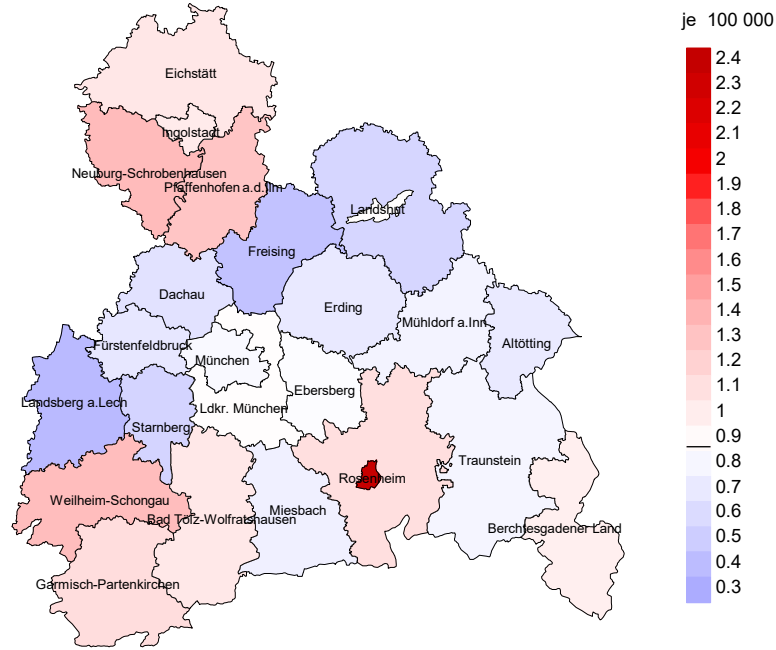 je 100 000
2.4
2.3
2.2
2.1
2
1.9
1.8
1.7
1.6
1.5
1.4
1.3
1.2
1.1
1
0.9
0.8
0.7
0.6
0.5
0.4
0.3
Eichstätt
Ingolstadt
Neuburg-Schrobenhausen
Pfaffenhofen a.d.Ilm
Landshut
Freising
Dachau
Erding
Mühldorf a.Inn
Altötting
Fürstenfeldbruck
München
Ebersberg
Landsberg a.Lech
Ldkr. München
Starnberg
Traunstein
Rosenheim
Weilheim-Schongau
Miesbach
Bad Tölz-Wolfratshausen
Berchtesgadener Land
Garmisch-Partenkirchen